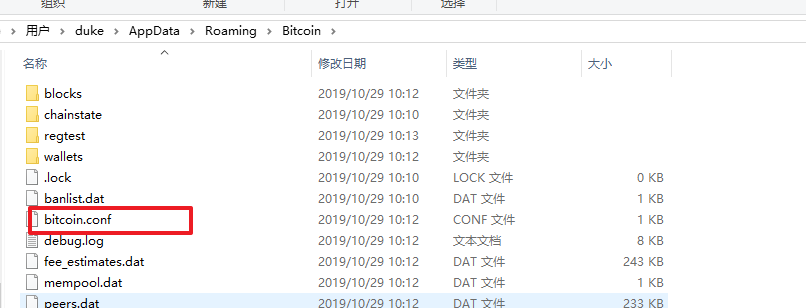 组织 新建 打开 选择
用户 › duke › AppData › Roaming › Bitcoin ›
名称 修改日期 类型 大小
blocks 2019/10/29 10:12 文件夹
chainstate 2019/10/29 10:10 文件夹
regtest 2019/10/29 10:13 文件夹
wallets 2019/10/29 10:12 文件夹
.lock 2019/10/29 10:10 LOCK 文件 0 KB
banlist.dat 2019/10/29 10:10 DAT 文件 1 KB
bitcoin.conf 2019/10/29 10:12 CONF 文件 1 KB
debug.log 2019/10/29 10:12 文本文档 8 KB
fee_estimates.dat 2019/10/29 10:12 DAT 文件 243 KB
mempool.dat 2019/10/29 10:12 DAT 文件 1 KB
peers.dat 2019/10/29 10:12 DAT 文件 233 KB